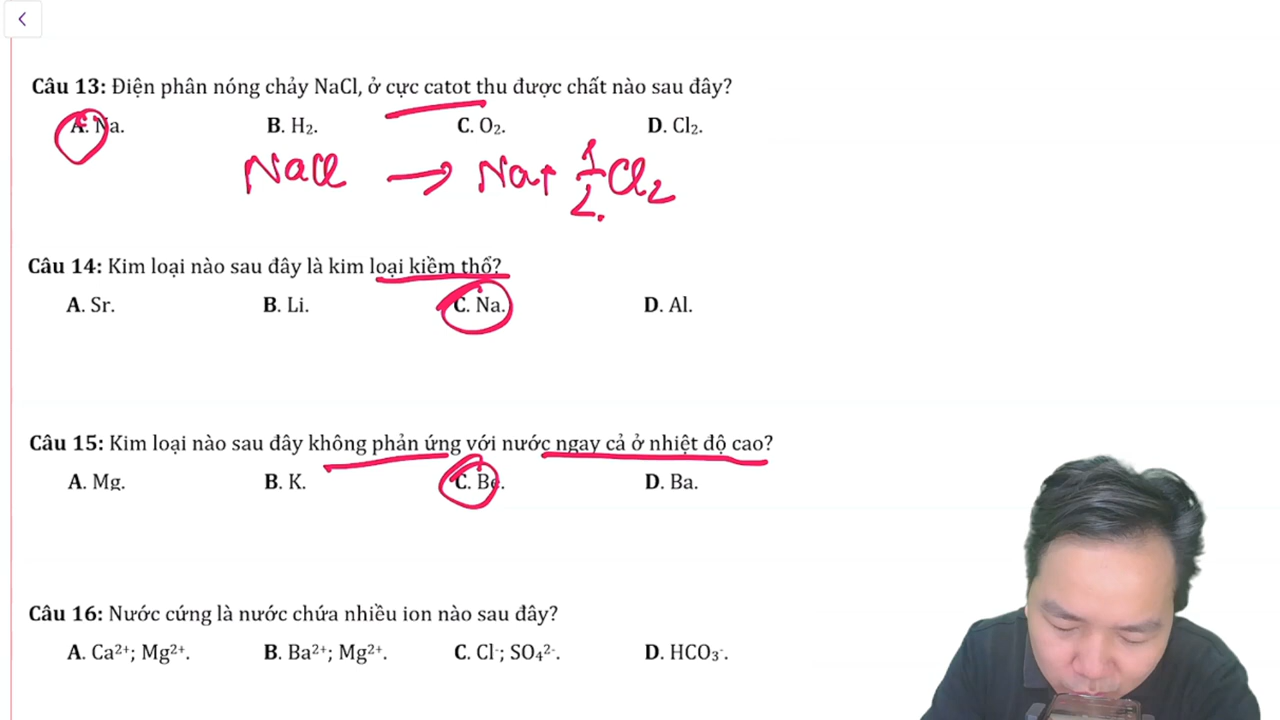 Câu 13: Điện phân nóng chảy NaCl, ở cực catot thu được chất nào sau đây?
A. Na. B. H₂. C. O₂. D. Cl₂.
NaCl → Na + 1/2 Cl₂
Câu 14: Kim loại nào sau đây là kim loại kiềm thổ?
A. Sr. B. Li. C. Na. D. Al.
Câu 15: Kim loại nào sau đây không phản ứng với nước ngay cả ở nhiệt độ cao?
A. Mg. B. K. C. Be. D. Ba.
Câu 16: Nước cứng là nước chứa nhiều ion nào sau đây?
A. Ca²⁺; Mg²⁺. B. Ba²⁺; Mg²⁺. C. Cl⁻; SO₄²⁻. D. HCO₃⁻.